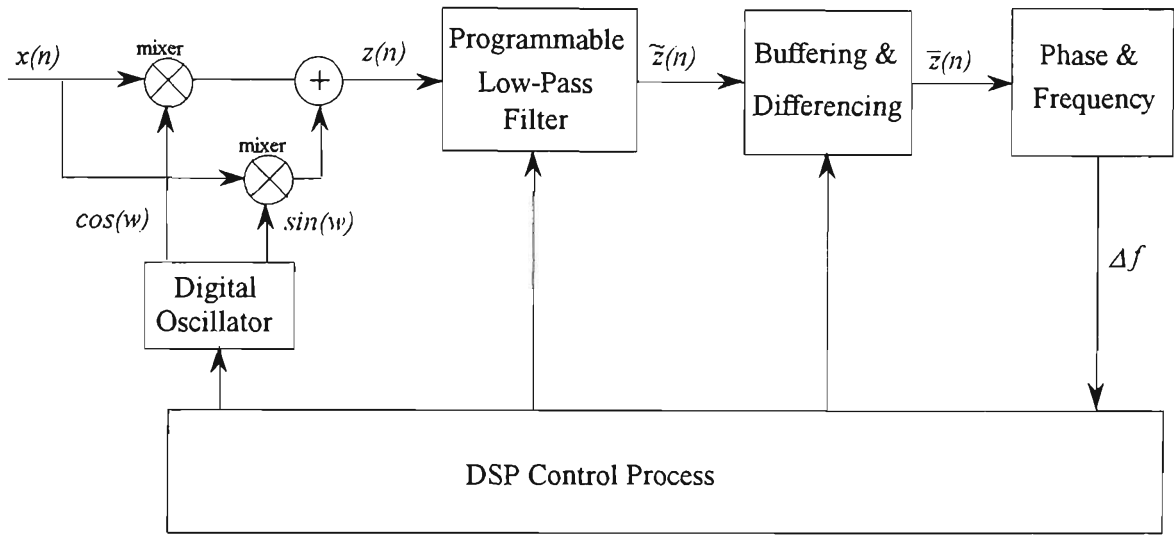 x(n)
mixer
+
z(n)
Programmable
Low-Pass
Filter
z̃(n)
Buffering &
Differencing
z̄(n)
Phase &
Frequency
mixer
cos(w)
sin(w)
Digital
Oscillator
Δf
DSP Control Process